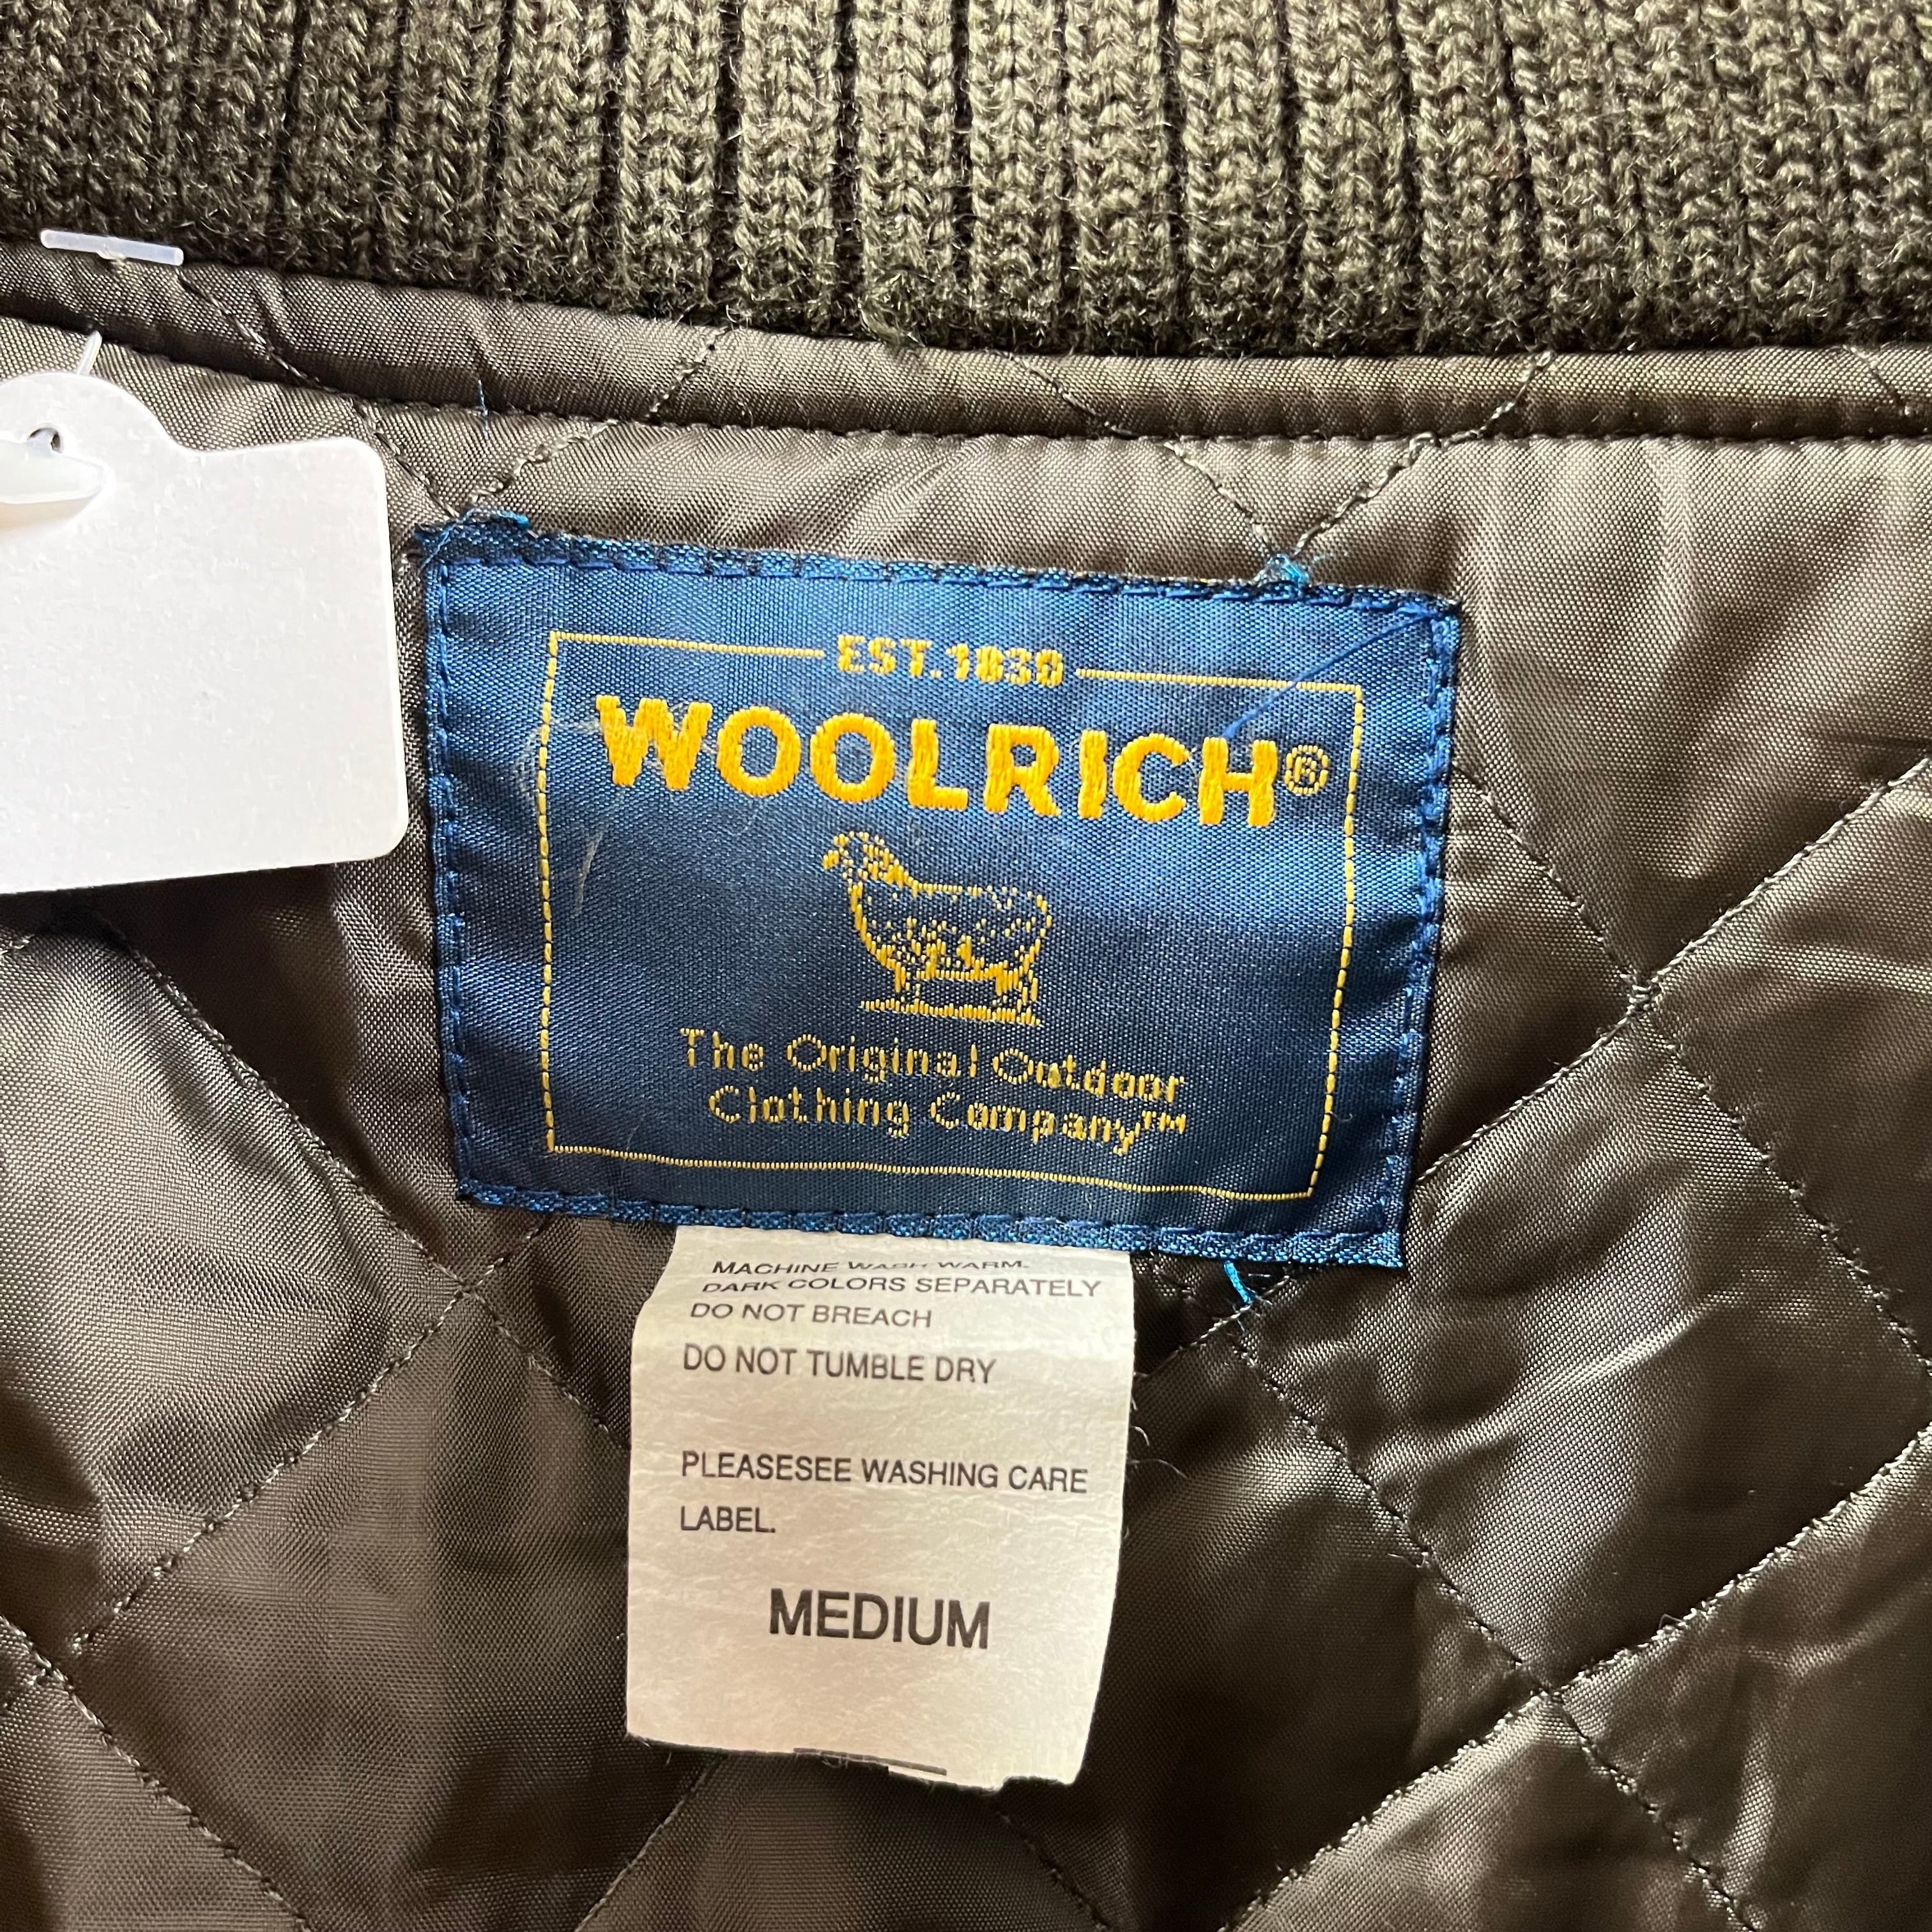 EST.1830
WOOLRICH®
The Original Outdoor
Clothing Company™
MACHINE WASH WARM.
DARK COLORS SEPARATELY
DO NOT BREACH
DO NOT TUMBLE DRY
PLEASESEE WASHING CARE
LABEL.
MEDIUM